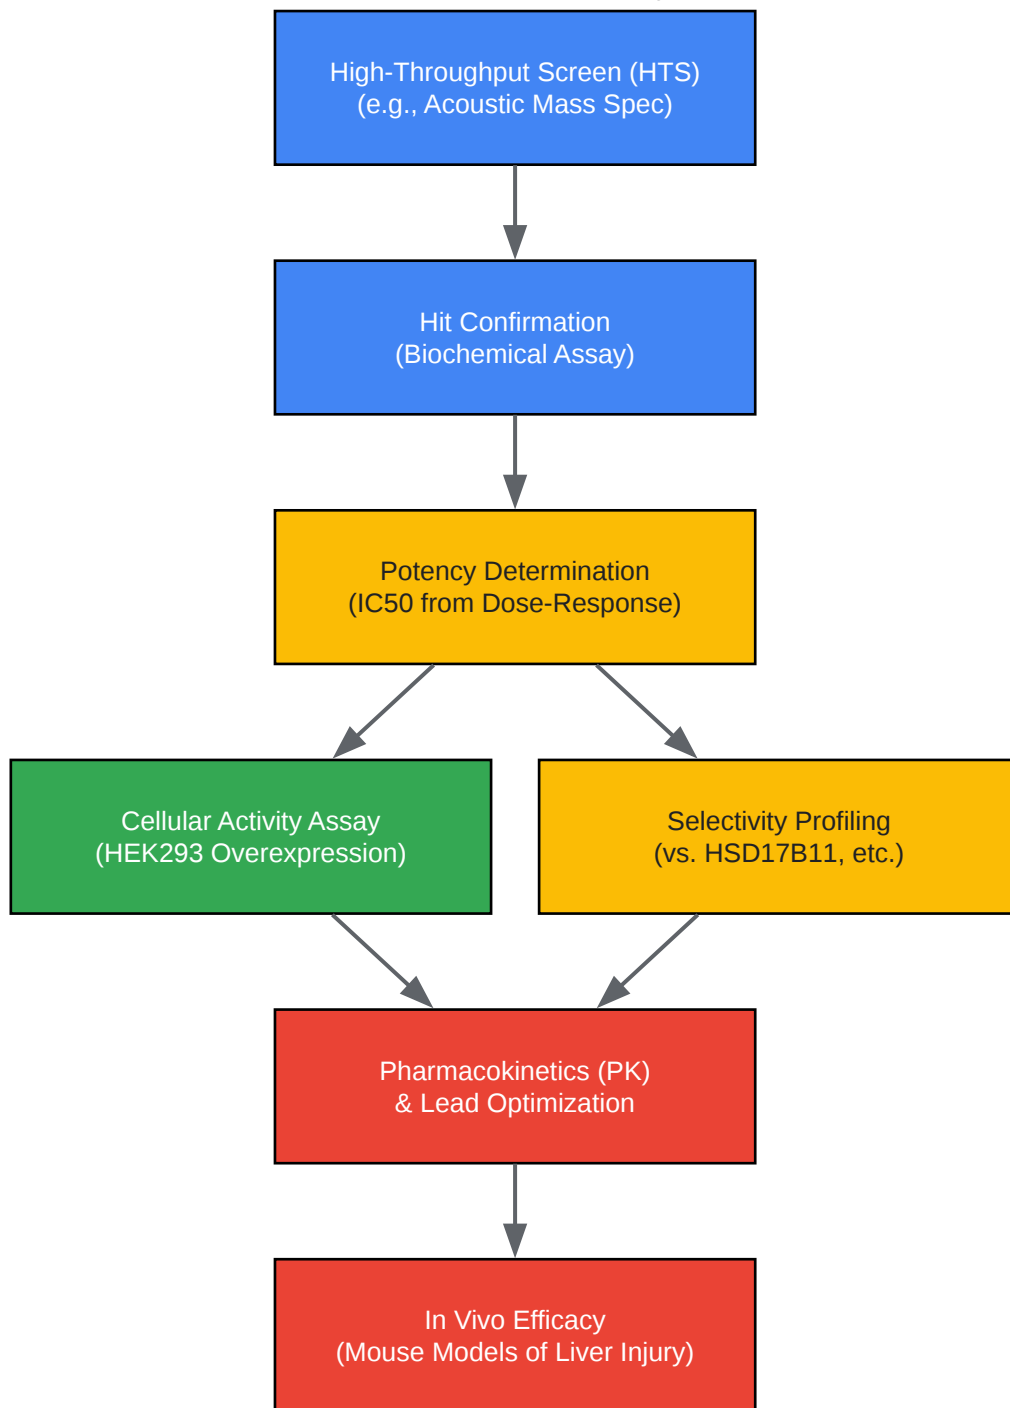 High-Throughput Screen (HTS)
(e.g., Acoustic Mass Spec)
Hit Confirmation
(Biochemical Assay)
Potency Determination
(IC50 from Dose-Response)
Cellular Activity Assay
(HEK293 Overexpression)
Selectivity Profiling
(vs. HSD17B11, etc.)
Pharmacokinetics (PK)
& Lead Optimization
In Vivo Efficacy
(Mouse Models of Liver Injury)